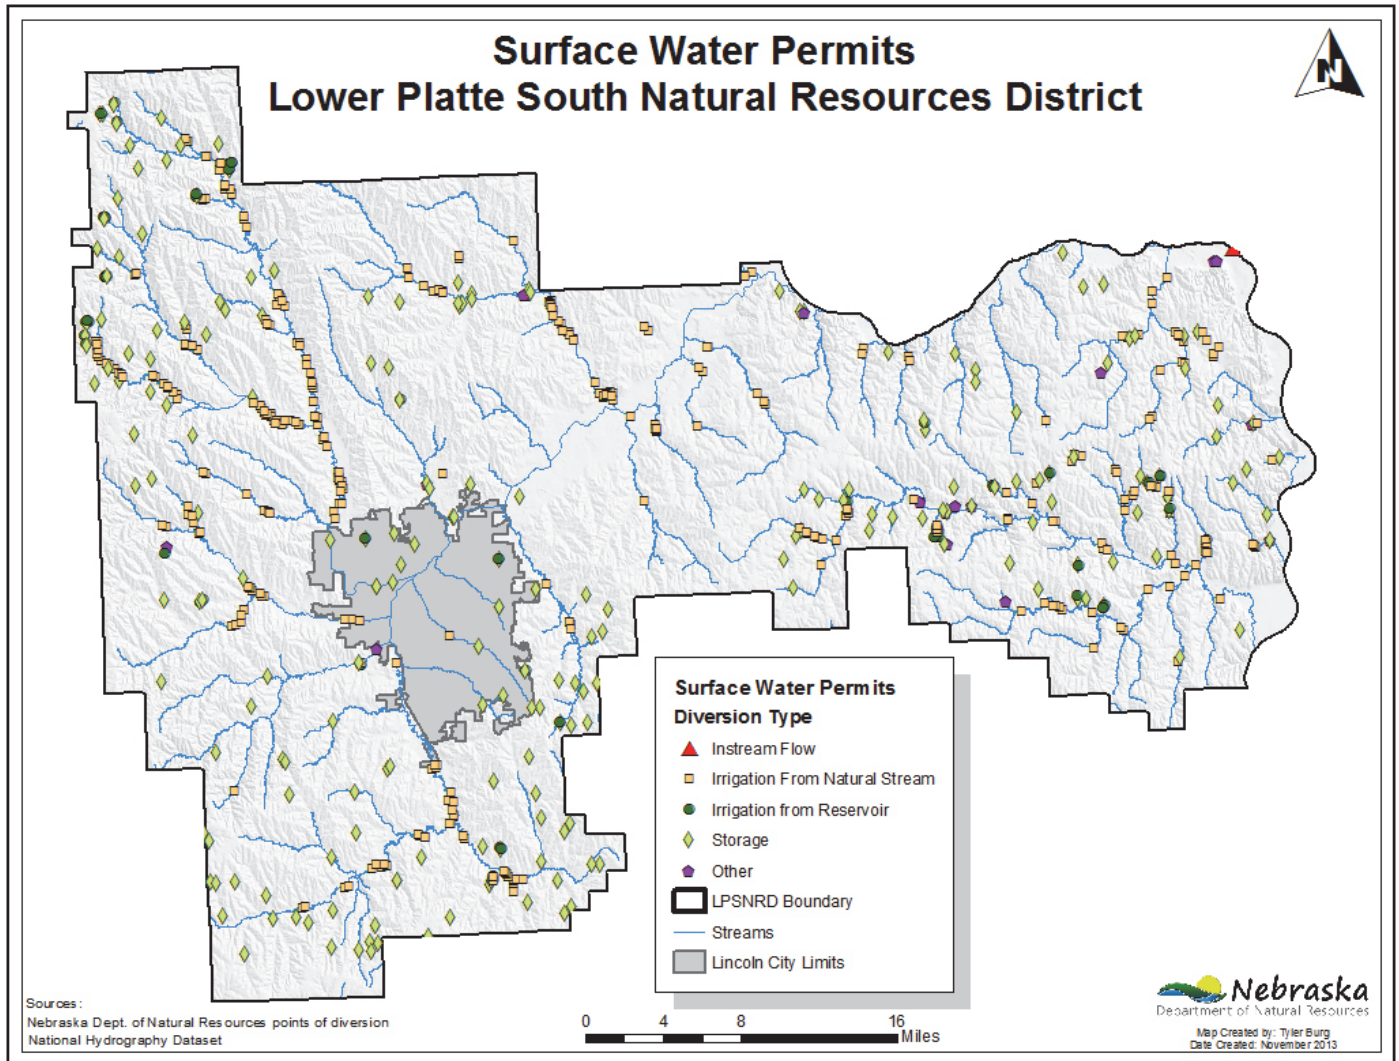 Surface Water Permits
Lower Platte South Natural Resources District
N
Surface Water Permits
Diversion Type
Instream Flow
Irrigation From Natural Stream
Irrigation from Reservoir
Storage
Other
LPSNRD Boundary
Streams
Lincoln City Limits
Sources:
Nebraska Dept. of Natural Resources points of diversion
National Hydrography Dataset
0 4 8 16
Miles
Nebraska
Department of Natural Resources
Map Created by: Tyler Burg
Date Created: November 2013